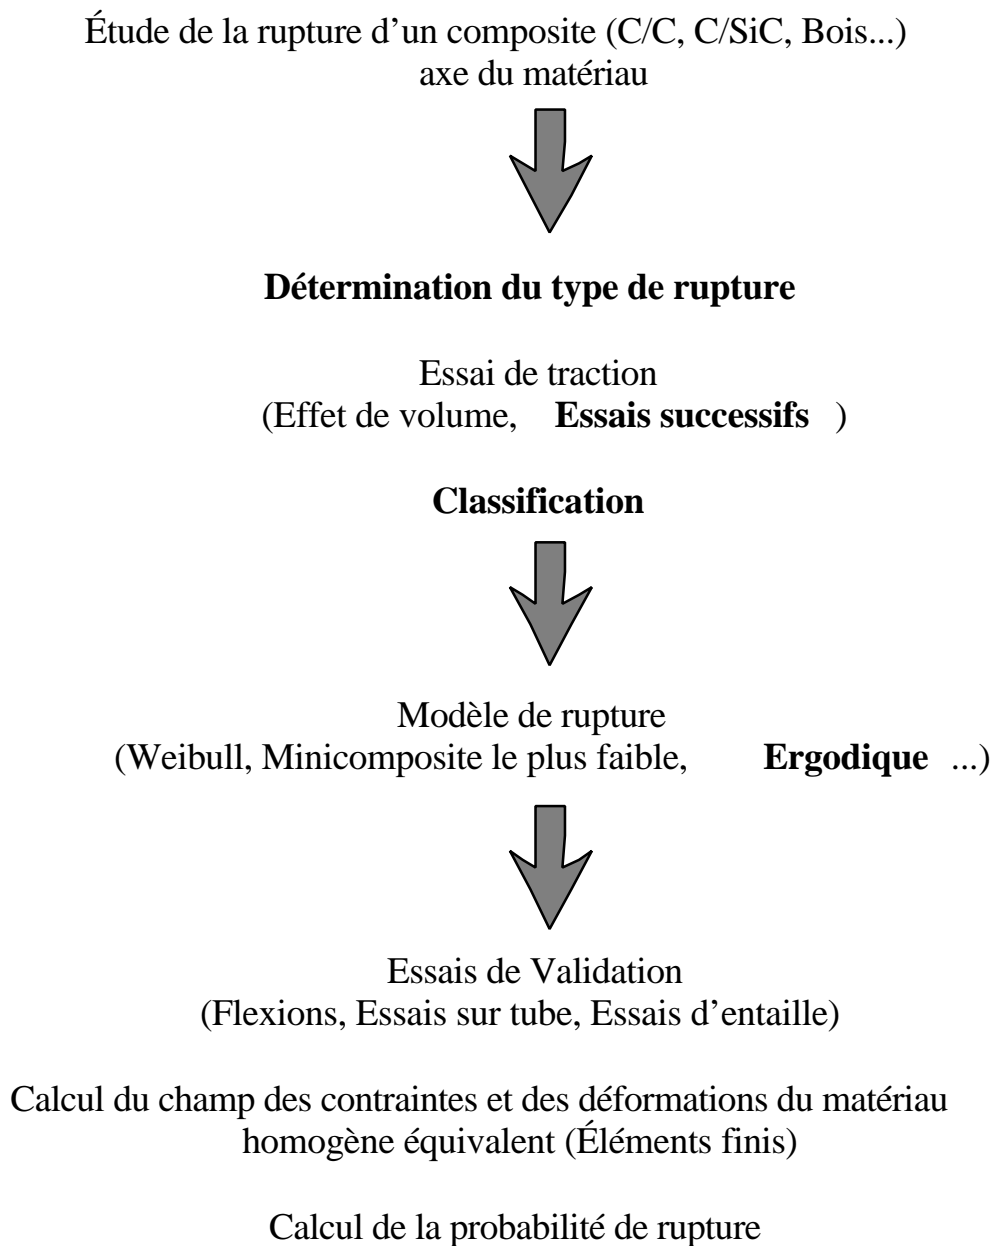 Étude de la rupture d’un composite (C/C, C/SiC, Bois...)
axe du matériau
Détermination du type de rupture
Essai de traction
(Effet de volume, Essais successifs )
Classification
Modèle de rupture
(Weibull, Minicomposite le plus faible, Ergodique ...)
Essais de Validation
(Flexions, Essais sur tube, Essais d’entaille)
Calcul du champ des contraintes et des déformations du matériau
homogène équivalent (Éléments finis)
Calcul de la probabilité de rupture